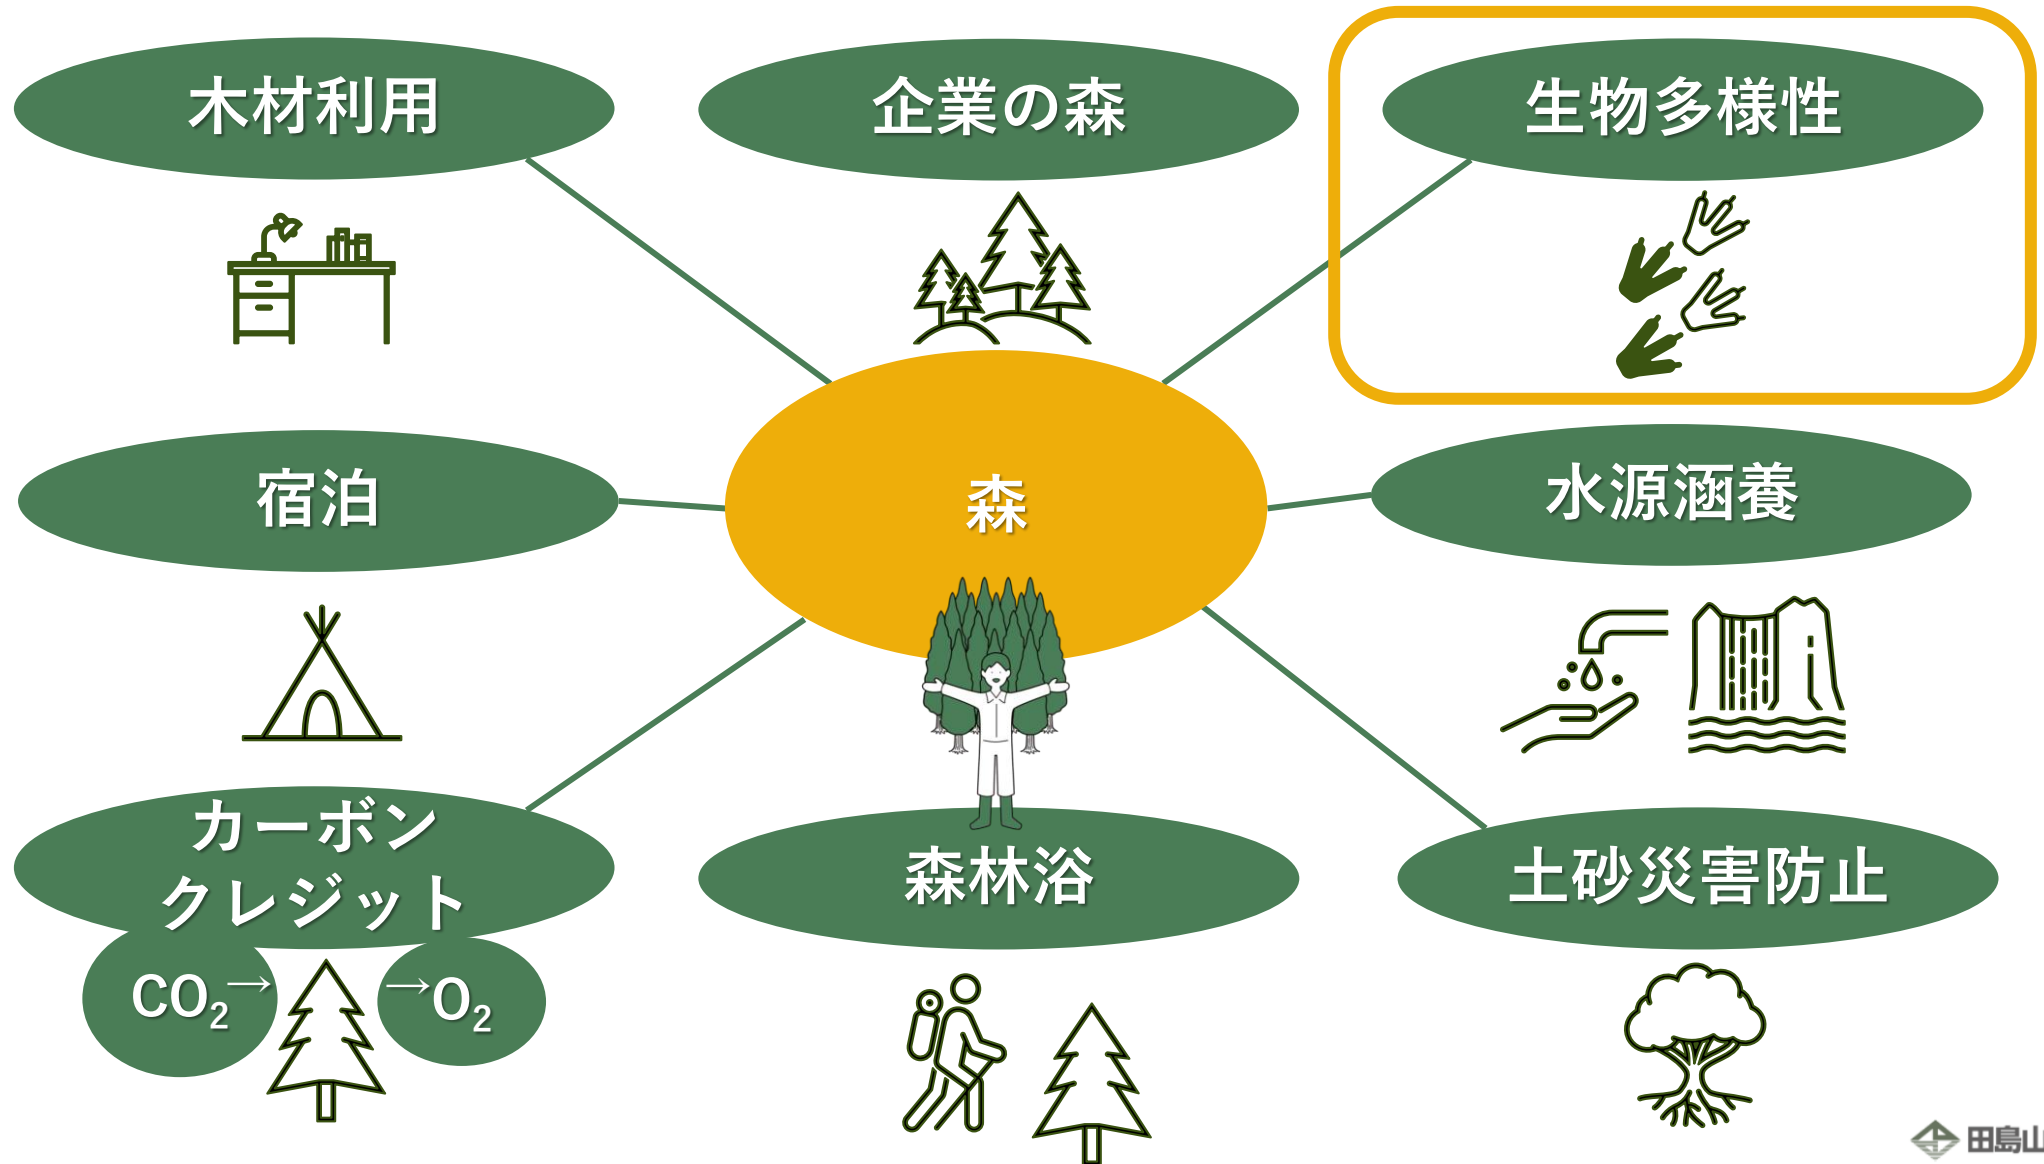 木材利用
企業の森
生物多様性
宿泊
森
水源涵養
カーボン
クレジット
CO₂→
→O₂
森林浴
土砂災害防止
田島山